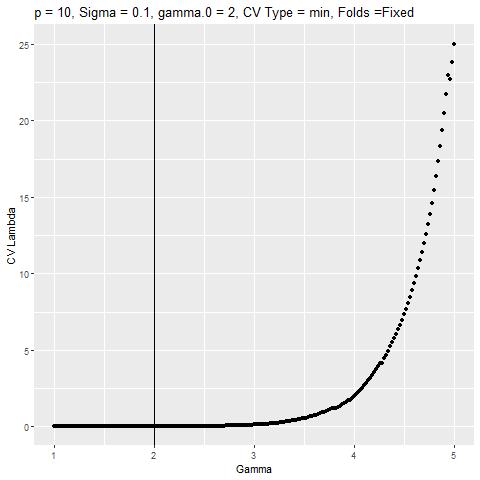 p = 10, Sigma = 0.1, gamma.0 = 2, CV Type = min, Folds =Fixed
25
20
15
10
5
0
CV Lambda
1 2 3 4 5
Gamma